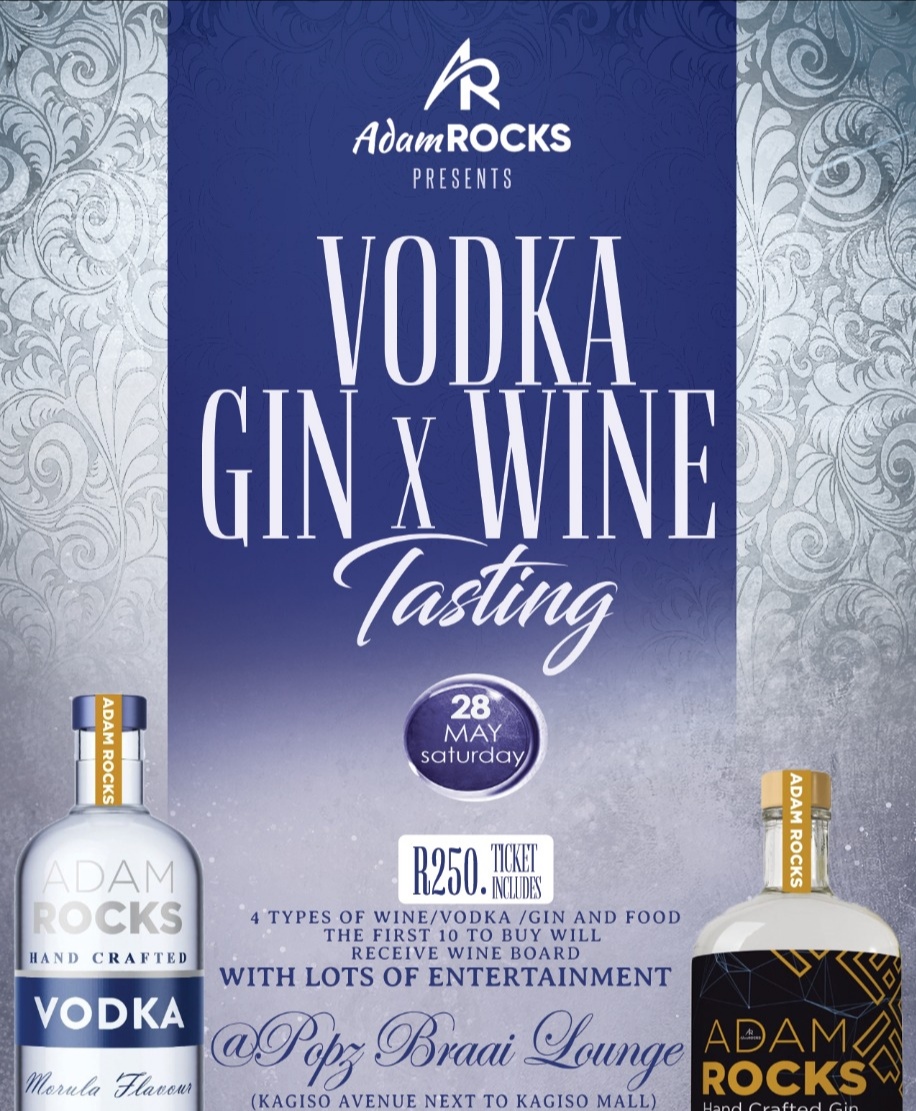 AR
AdamROCKS
PRESENTS
VODKA
GIN X WINE
Tasting
28
MAY
saturday
R250. TICKET INCLUDES
4 TYPES OF WINE/VODKA /GIN AND FOOD
THE FIRST 10 TO BUY WILL
RECEIVE WINE BOARD
WITH LOTS OF ENTERTAINMENT
@Popz Braai Lounge
(KAGISO AVENUE NEXT TO KAGISO MALL)
ADAM ROCKS
ADAM
ROCKS
HAND CRAFTED
VODKA
Morula Flavour
ADAM ROCKS
ADAM
ROCKS
Hand Crafted Gin